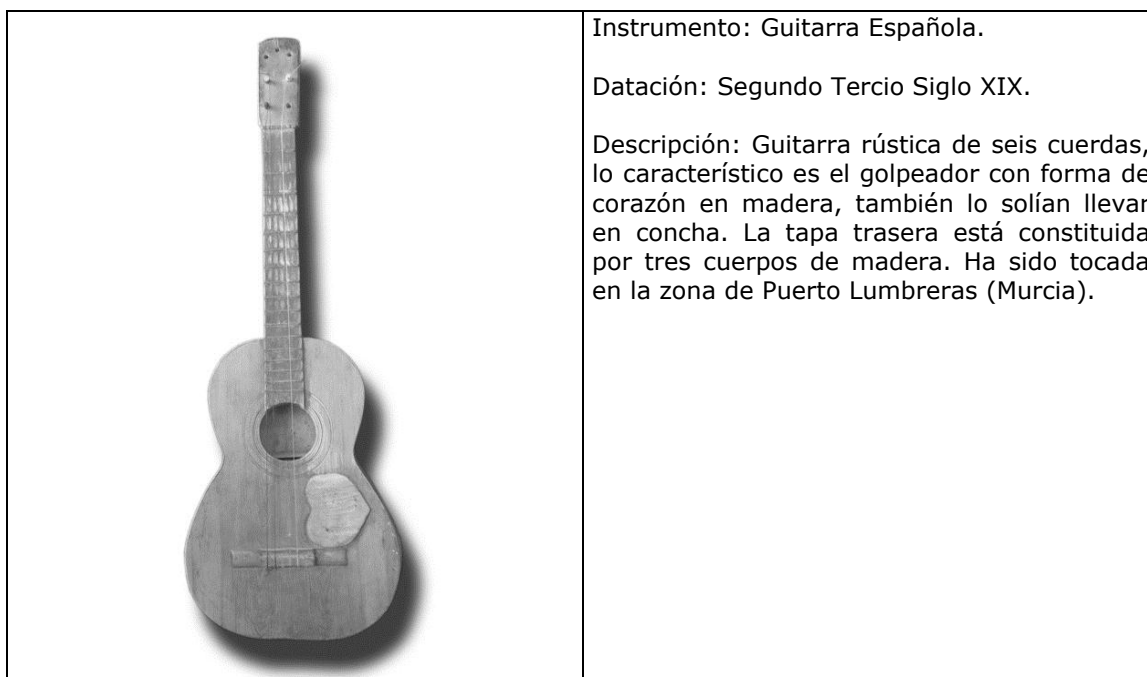 Instrumento: Guitarra Española.
Datación: Segundo Tercio Siglo XIX.
Descripción: Guitarra rústica de seis cuerdas,
lo característico es el golpeador con forma de
corazón en madera, también lo solían llevar
en concha. La tapa trasera está constituida
por tres cuerpos de madera. Ha sido tocada
en la zona de Puerto Lumbreras (Murcia).